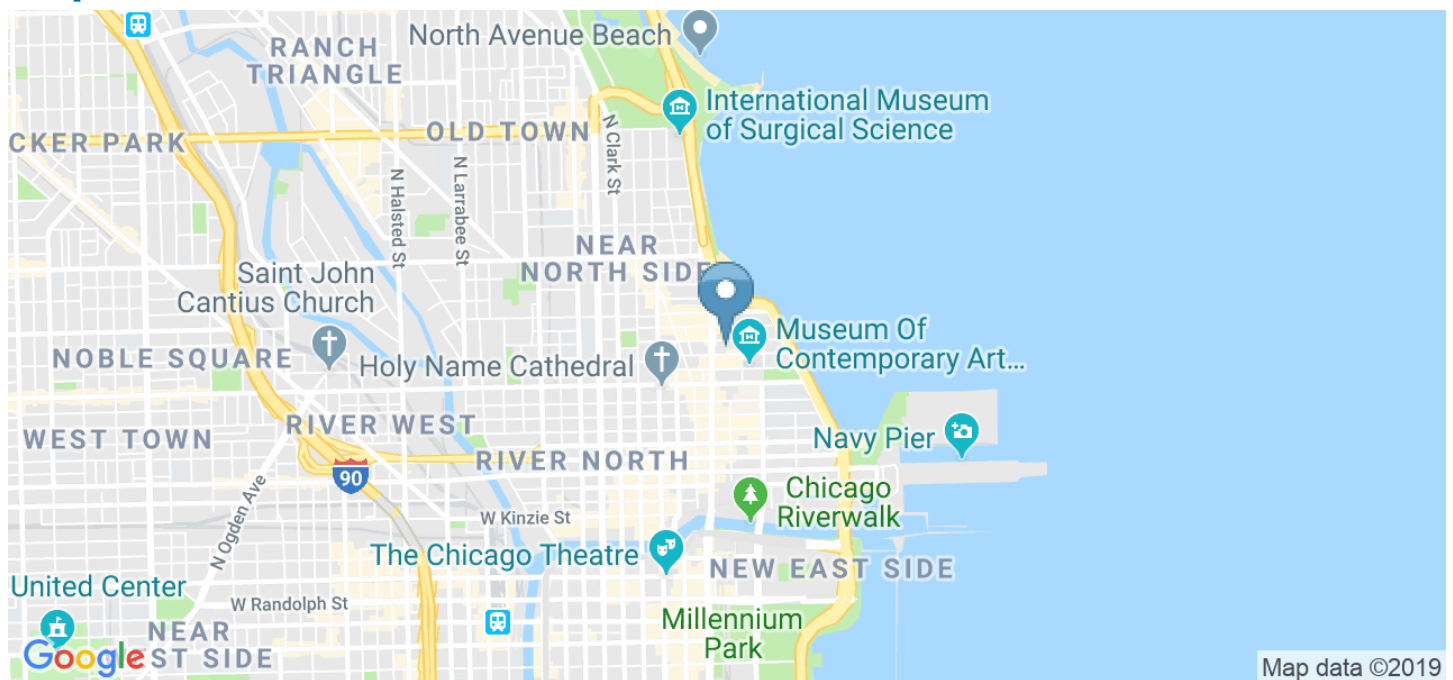 North Avenue Beach
RANCH
TRIANGLE
International Museum
of Surgical Science
OLD TOWN
CKER PARK
N Clark St
N Halsted St
N Larrabee St
NEAR
NORTH SIDE
Saint John
Cantius Church
Museum Of
Contemporary Art...
NOBLE SQUARE
Holy Name Cathedral
RIVER WEST
WEST TOWN
Navy Pier
RIVER NORTH
90
Chicago
Riverwalk
N Ogden Ave
W Kinzie St
The Chicago Theatre
NEW EAST SIDE
United Center
W Randolph St
Millennium
Park
NEAR
ST SIDE
Google
Map data ©2019